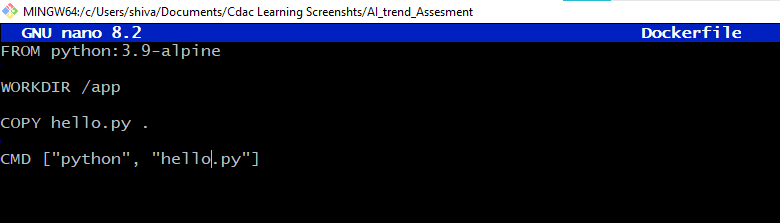 MINGW64:/c/Users/shiva/Documents/Cdac Learning Screenshts/AI_trend_Assesment
GNU nano 8.2 Dockerfile
FROM python:3.9-alpine
WORKDIR /app
COPY hello.py .
CMD ["python", "hello.py"]